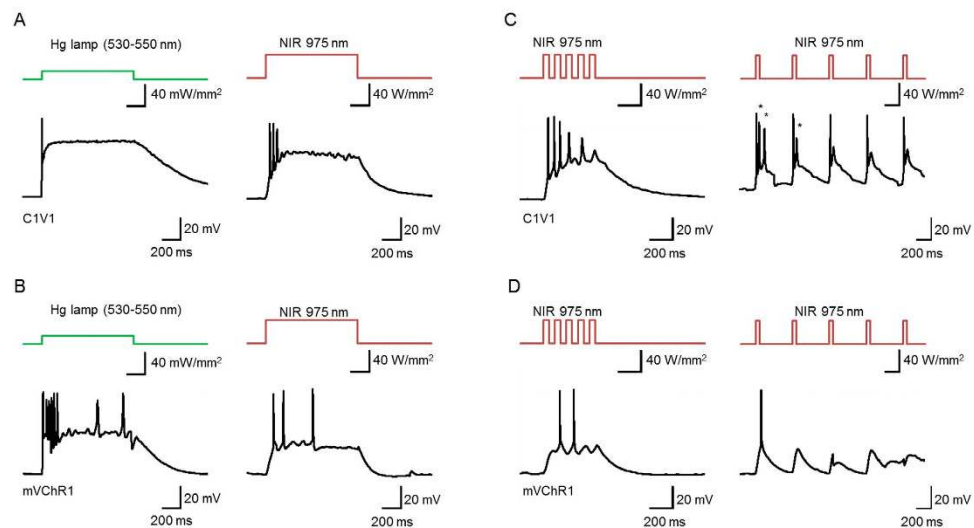 A
Hg lamp (530-550 nm)
40 mW/mm²
C1V1
20 mV
200 ms
NIR 975 nm
40 W/mm²
20 mV
200 ms
C
NIR 975 nm
40 W/mm²
C1V1
20 mV
200 ms
NIR 975 nm
40 W/mm²
* * *
20 mV
200 ms
B
Hg lamp (530-550 nm)
40 mW/mm²
mVChR1
20 mV
200 ms
NIR 975 nm
40 W/mm²
20 mV
200 ms
D
NIR 975 nm
40 W/mm²
mVChR1
20 mV
200 ms
NIR 975 nm
40 W/mm²
20 mV
200 ms